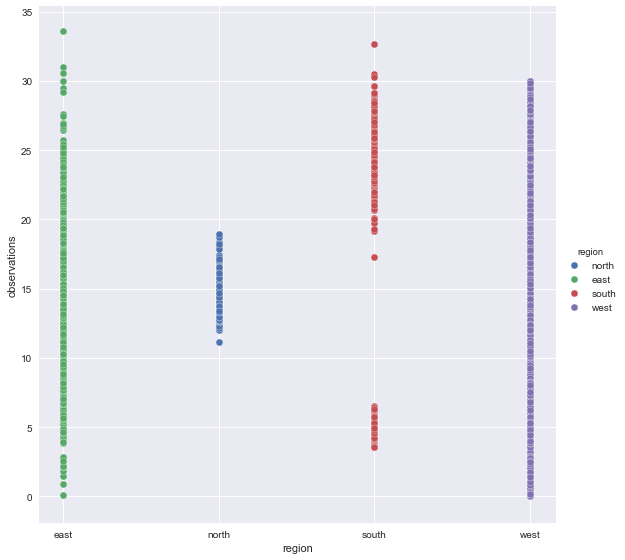 35
30
25
20
15
10
5
0
observations
east north south west
region
region
north
east
south
west